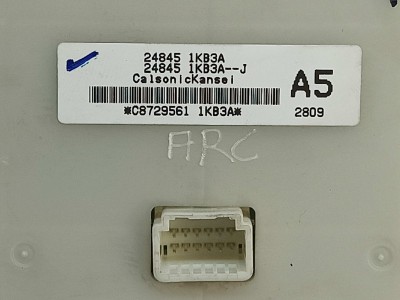 24845 1KB3A
24845 1KB3A--J
CalsonicKansei
A5
*C8729561 1KB3A*
2809
ARC